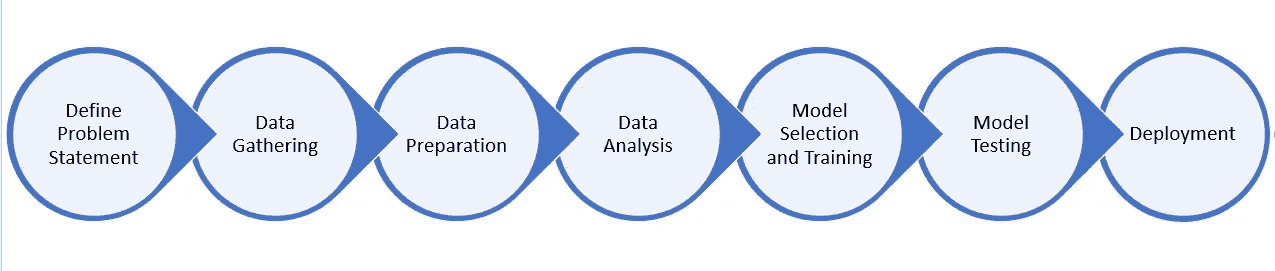 Define
Problem
Statement
Data
Gathering
Data
Preparation
Data
Analysis
Model
Selection
and Training
Model
Testing
Deployment